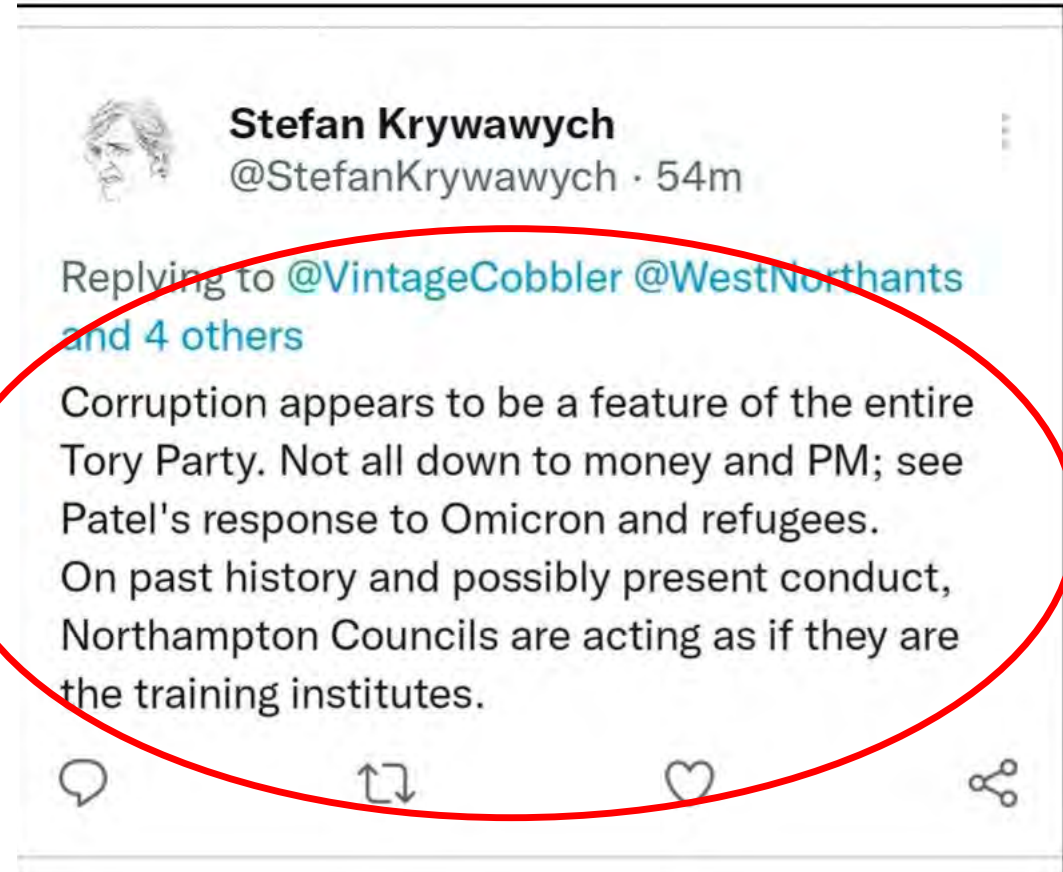 Stefan Krywawych
@StefanKrywawych · 54m
Replying to @VintageCobbler @WestNorthants
and 4 others
Corruption appears to be a feature of the entire
Tory Party. Not all down to money and PM; see
Patel's response to Omicron and refugees.
On past history and possibly present conduct,
Northampton Councils are acting as if they are
the training institutes.